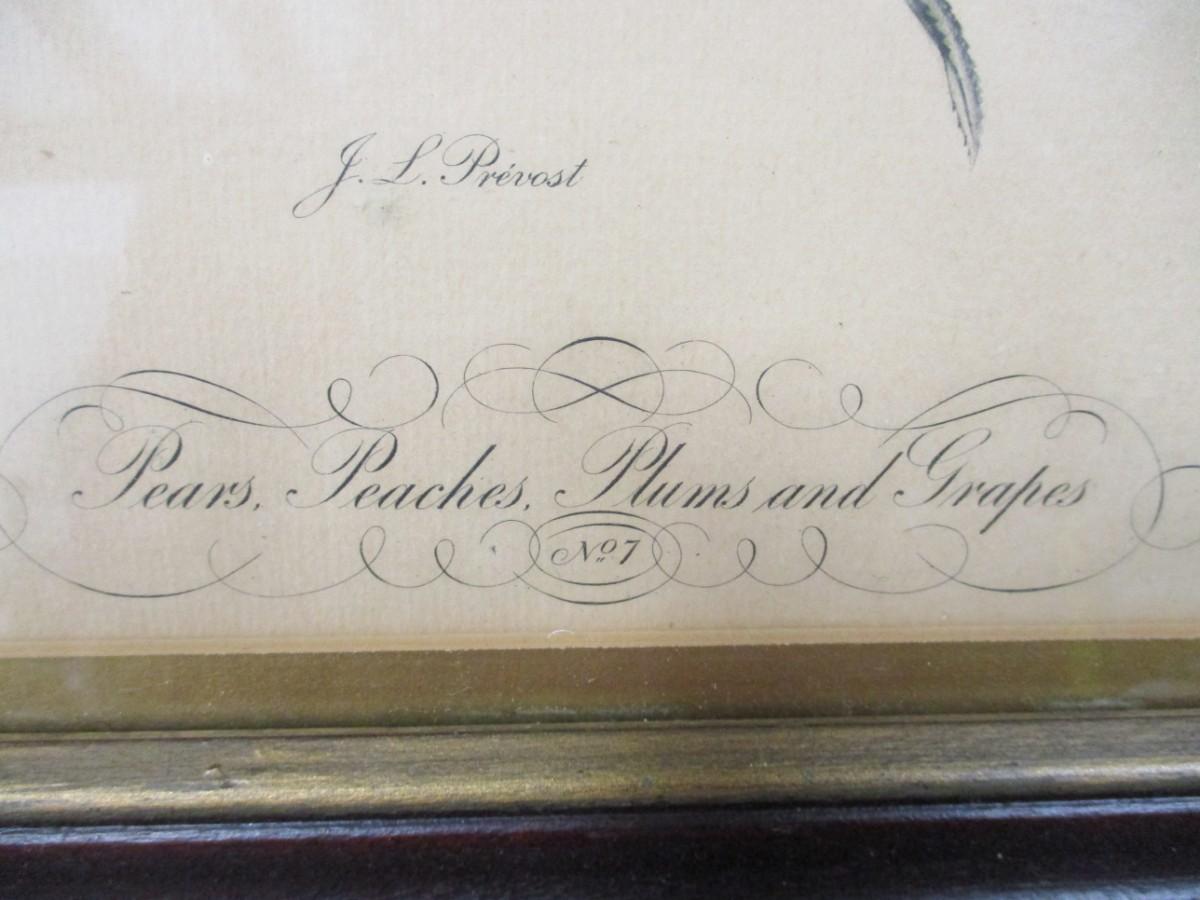 J. L. Prévost
Pears, Peaches, Plums and Grapes
No. 7